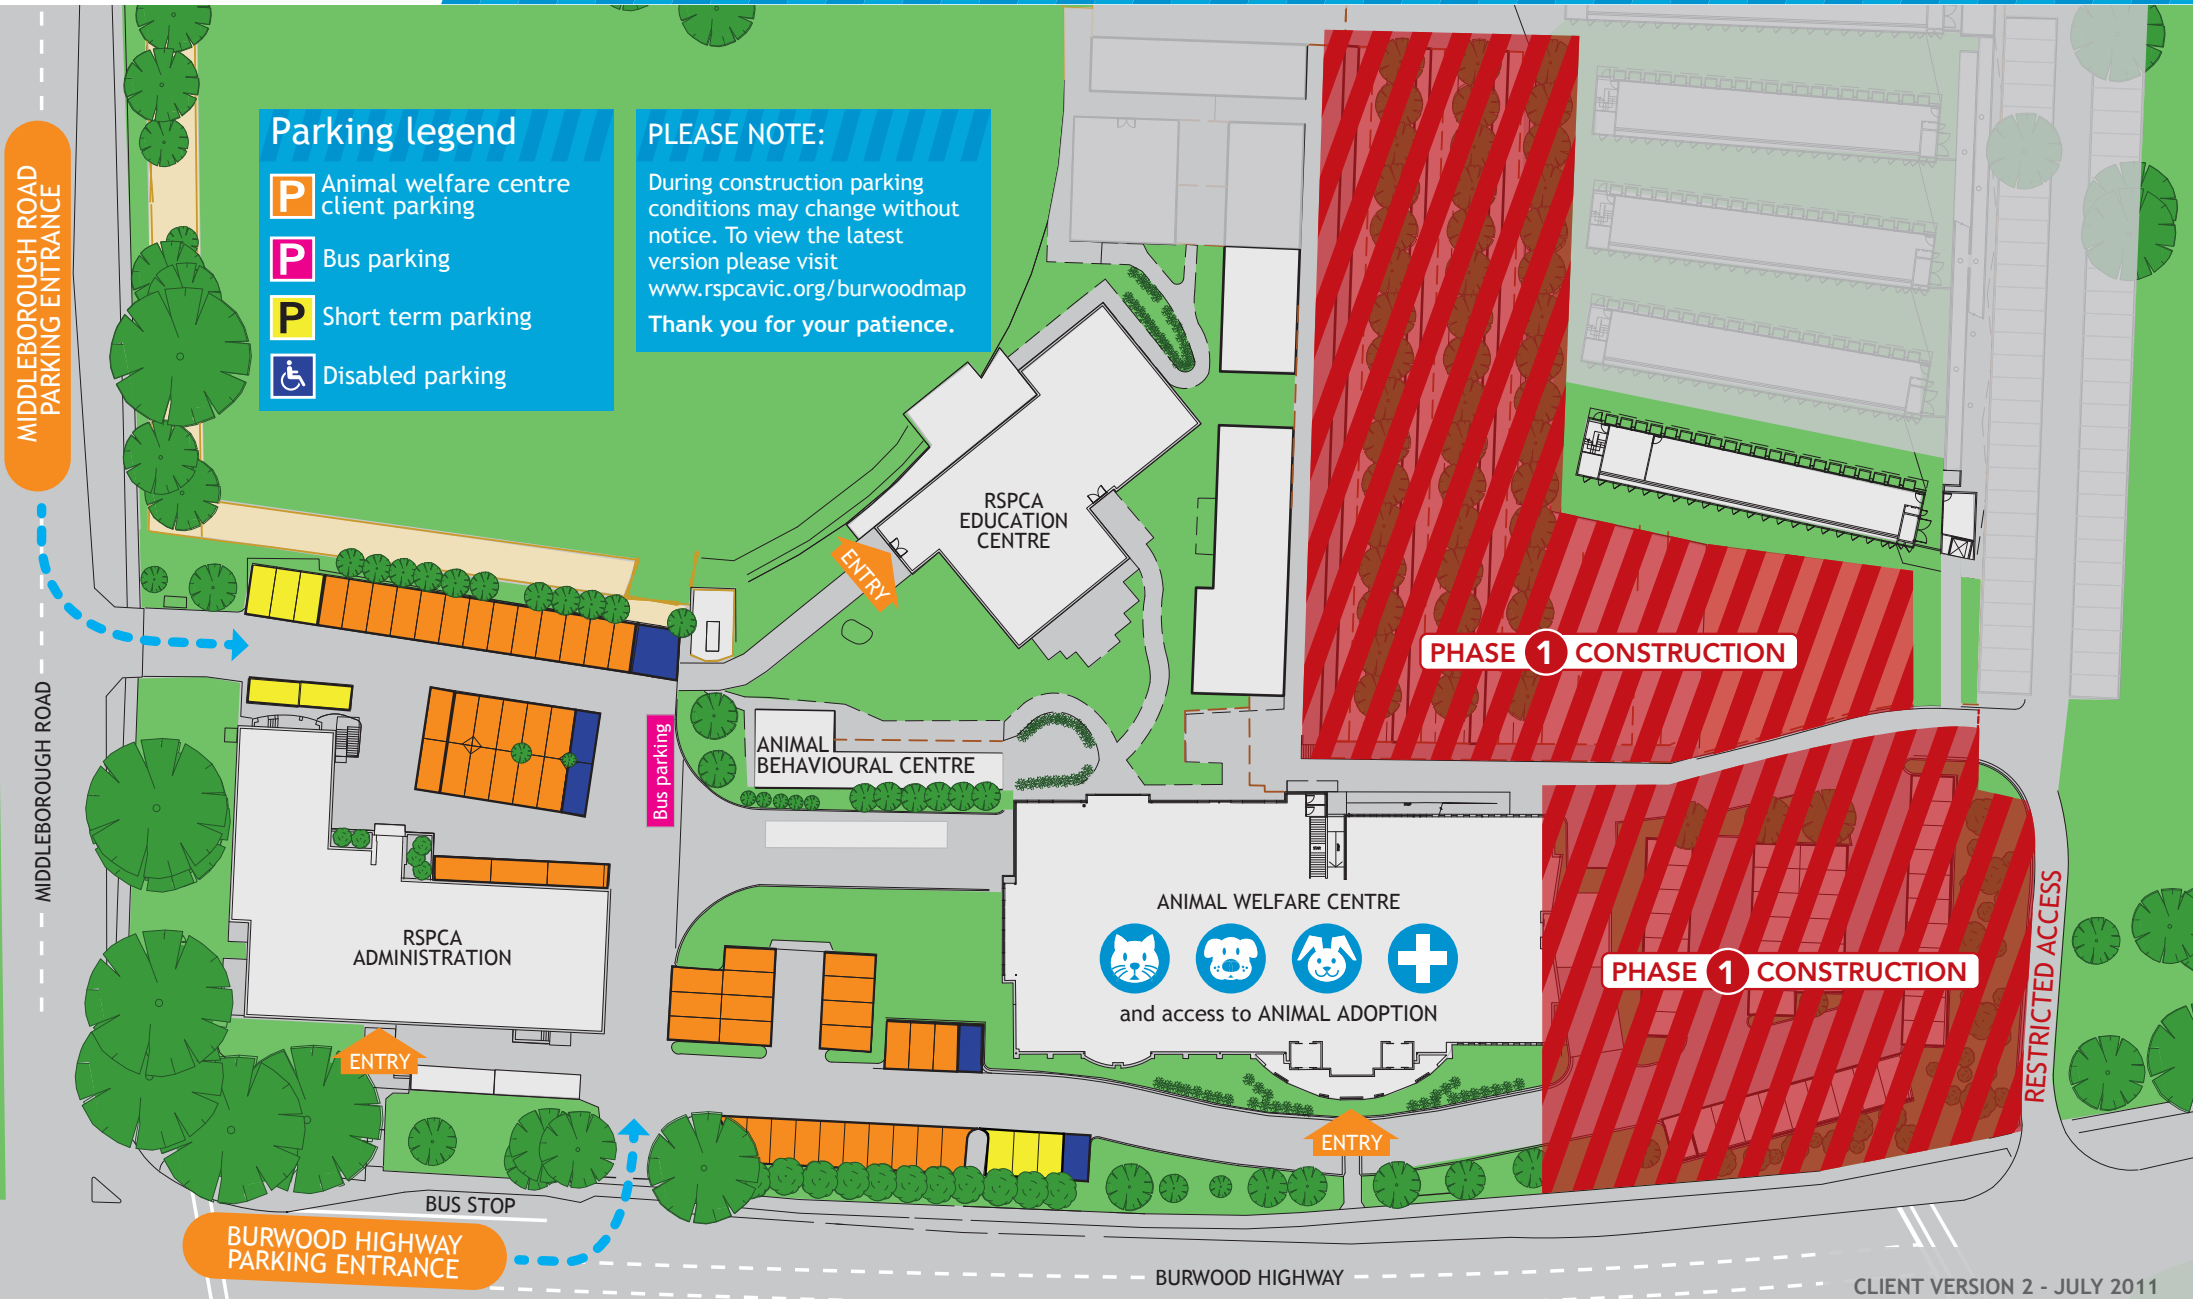 Parking legend
P Animal welfare centre
client parking
P Bus parking
P Short term parking
Disabled parking
PLEASE NOTE:
During construction parking
conditions may change without
notice. To view the latest
version please visit
www.rspcavic.org/burwoodmap
Thank you for your patience.
MIDDLEBOROUGH ROAD
PARKING ENTRANCE
MIDDLEBOROUGH ROAD
RSPCA
EDUCATION
CENTRE
ENTRY
PHASE 1 CONSTRUCTION
Bus parking
ANIMAL
BEHAVIOURAL CENTRE
RSPCA
ADMINISTRATION
ENTRY
ANIMAL WELFARE CENTRE
and access to ANIMAL ADOPTION
ENTRY
PHASE 1 CONSTRUCTION
RESTRICTED ACCESS
BUS STOP
BURWOOD HIGHWAY
PARKING ENTRANCE
BURWOOD HIGHWAY
CLIENT VERSION 2 - JULY 2011